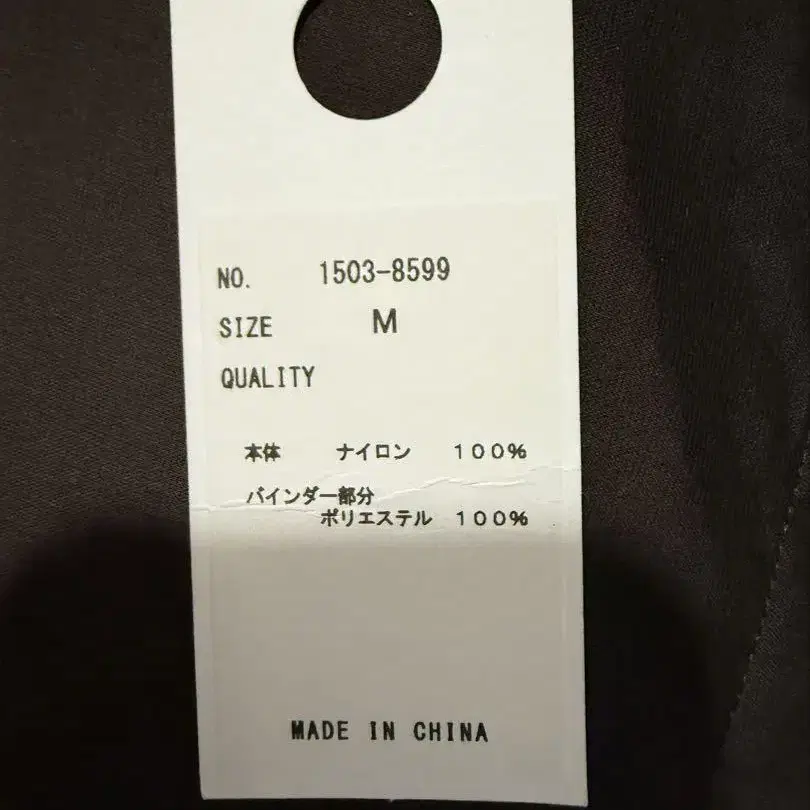 NO. 1503-8599
SIZE M
QUALITY
本体 ナイロン 100%
バインダー部分
ポリエステル 100%
MADE IN CHINA